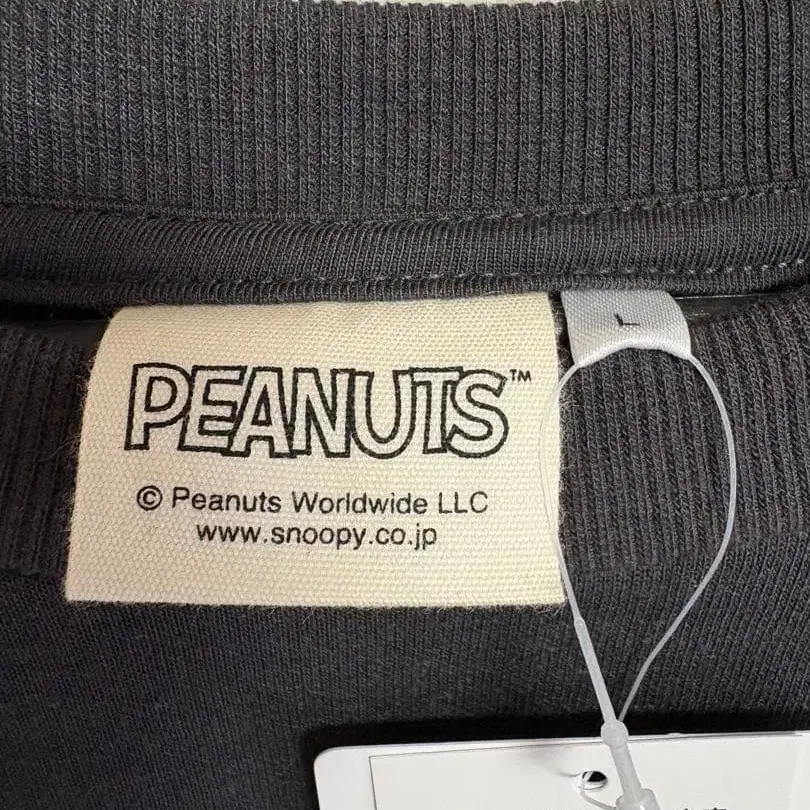 PEANUTS™
© Peanuts Worldwide LLC
www.snoopy.co.jp
L